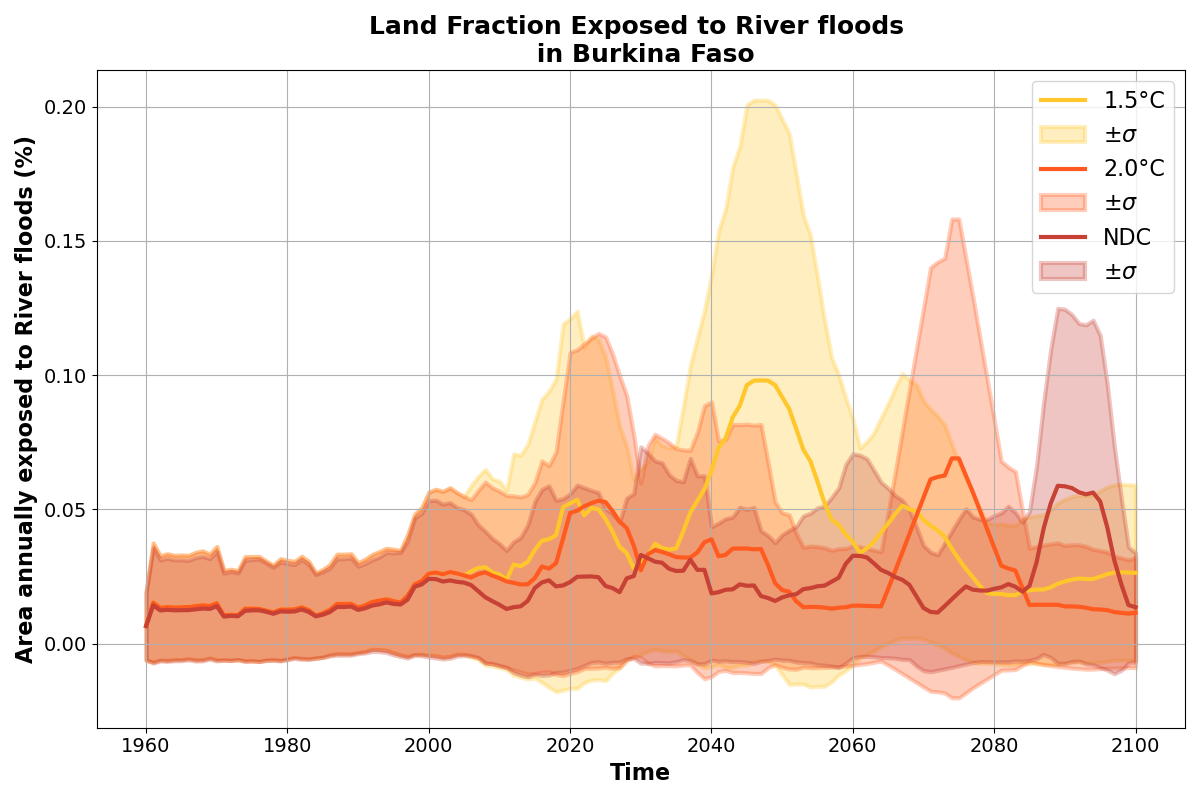 Land Fraction Exposed to River floods
in Burkina Faso
Area annually exposed to River floods (%)
0.20
0.15
0.10
0.05
0.00
1.5°C
±σ
2.0°C
±σ
NDC
±σ
1960 1980 2000 2020 2040 2060 2080 2100
Time